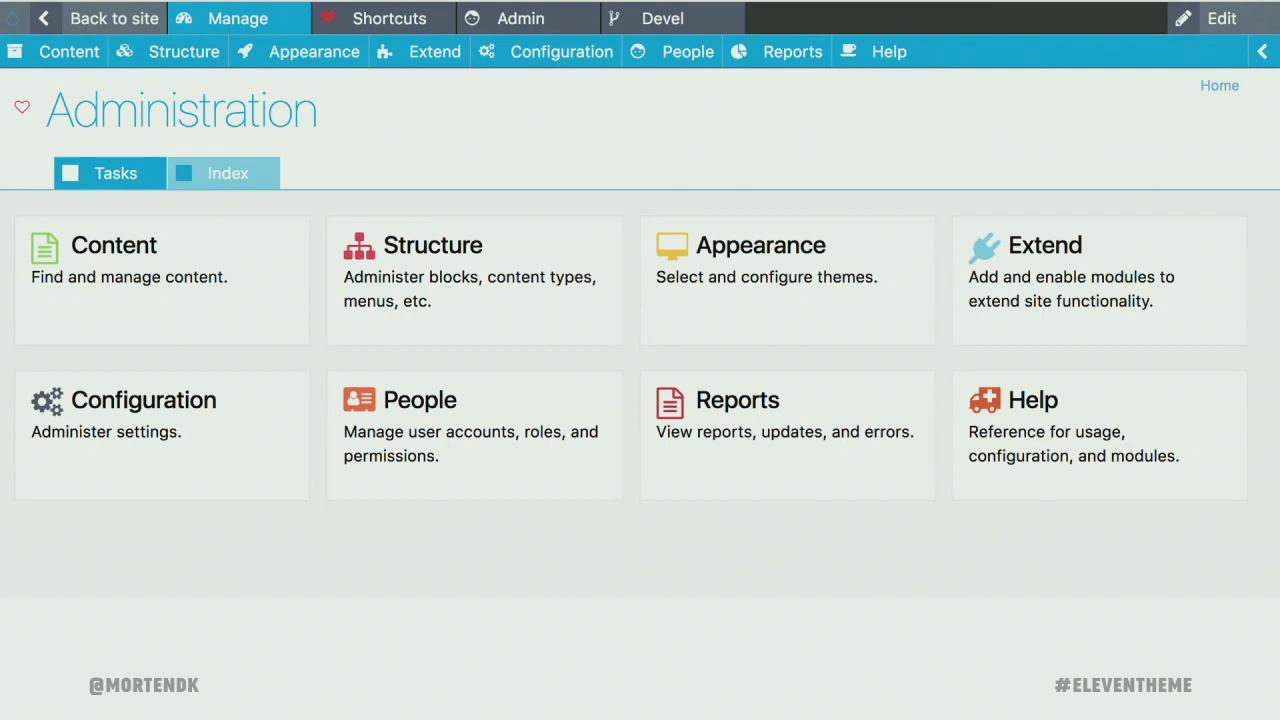 Back to site Manage Shortcuts Admin Devel Edit
Content Structure Appearance Extend Configuration People Reports Help
Home
Administration
Tasks Index
Content
Find and manage content.
Structure
Administer blocks, content types,
menus, etc.
Appearance
Select and configure themes.
Extend
Add and enable modules to
extend site functionality.
Configuration
Administer settings.
People
Manage user accounts, roles, and
permissions.
Reports
View reports, updates, and errors.
Help
Reference for usage,
configuration, and modules.
@MORTENDK
#ELEVENTHEME